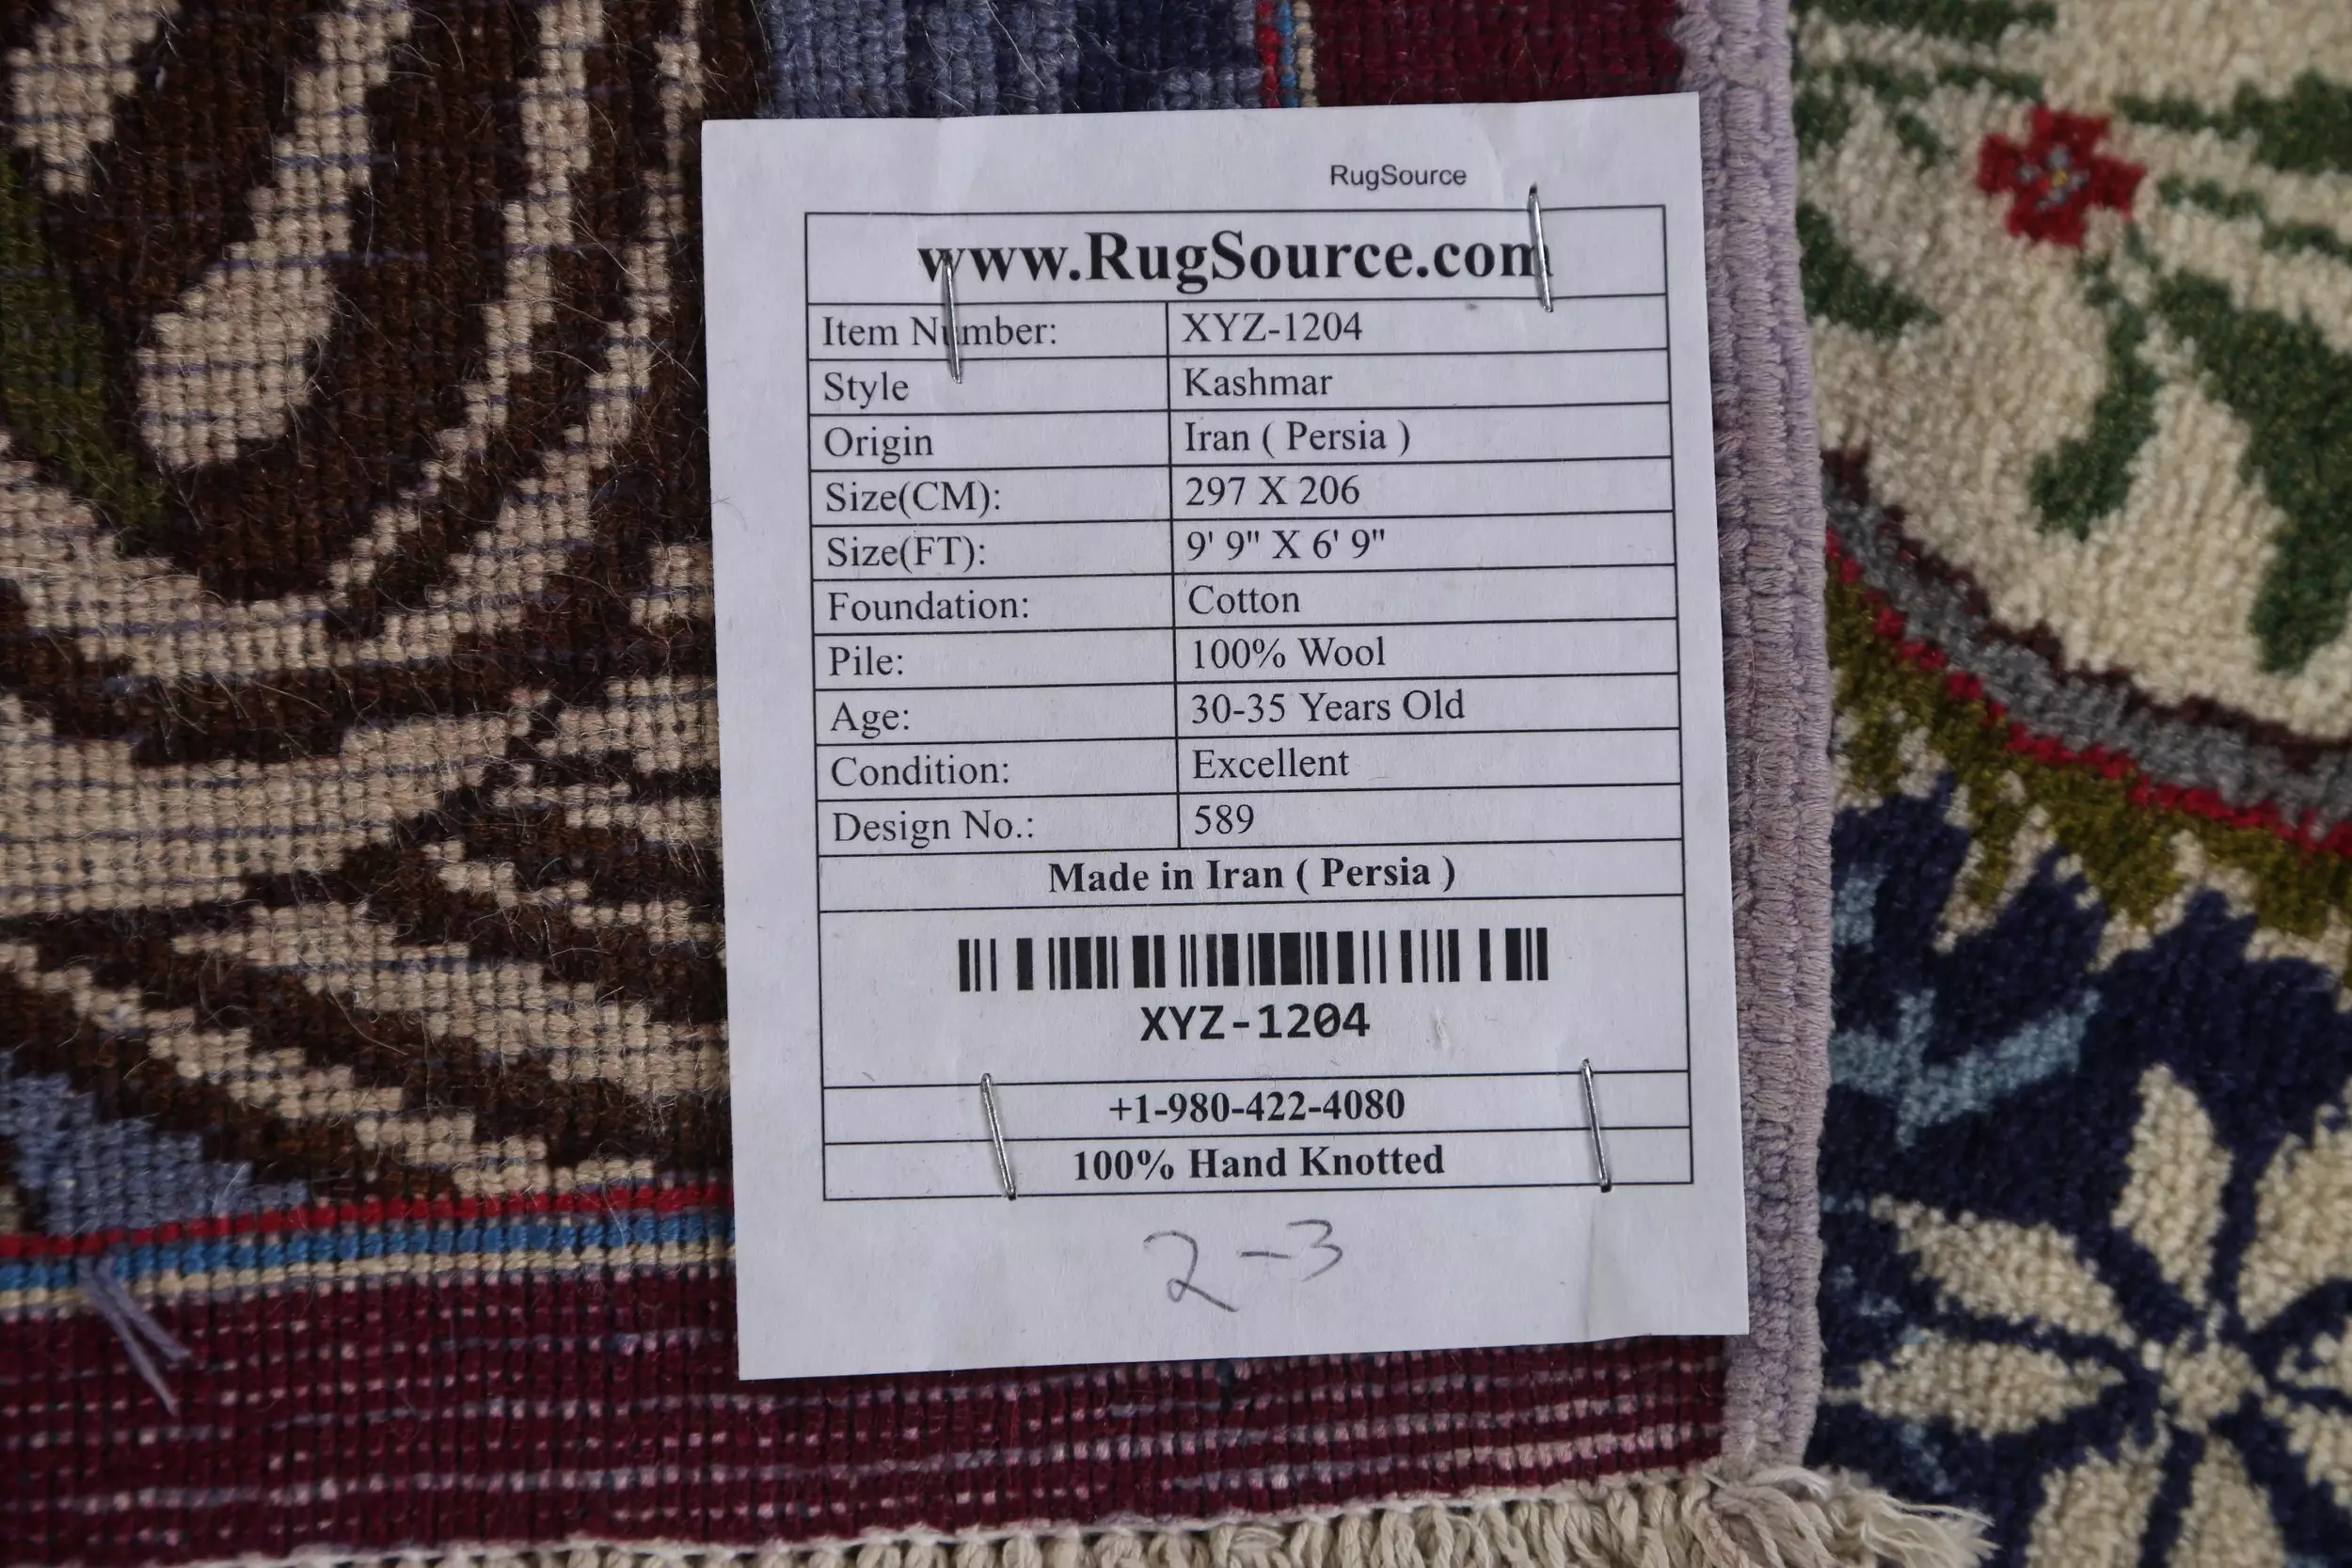 RugSource
www.RugSource.com
Item Number: XYZ-1204
Style Kashmar
Origin Iran ( Persia )
Size(CM): 297 X 206
Size(FT): 9' 9" X 6' 9"
Foundation: Cotton
Pile: 100% Wool
Age: 30-35 Years Old
Condition: Excellent
Design No.: 589
Made in Iran ( Persia )
XYZ-1204
+1-980-422-4080
100% Hand Knotted
2-3